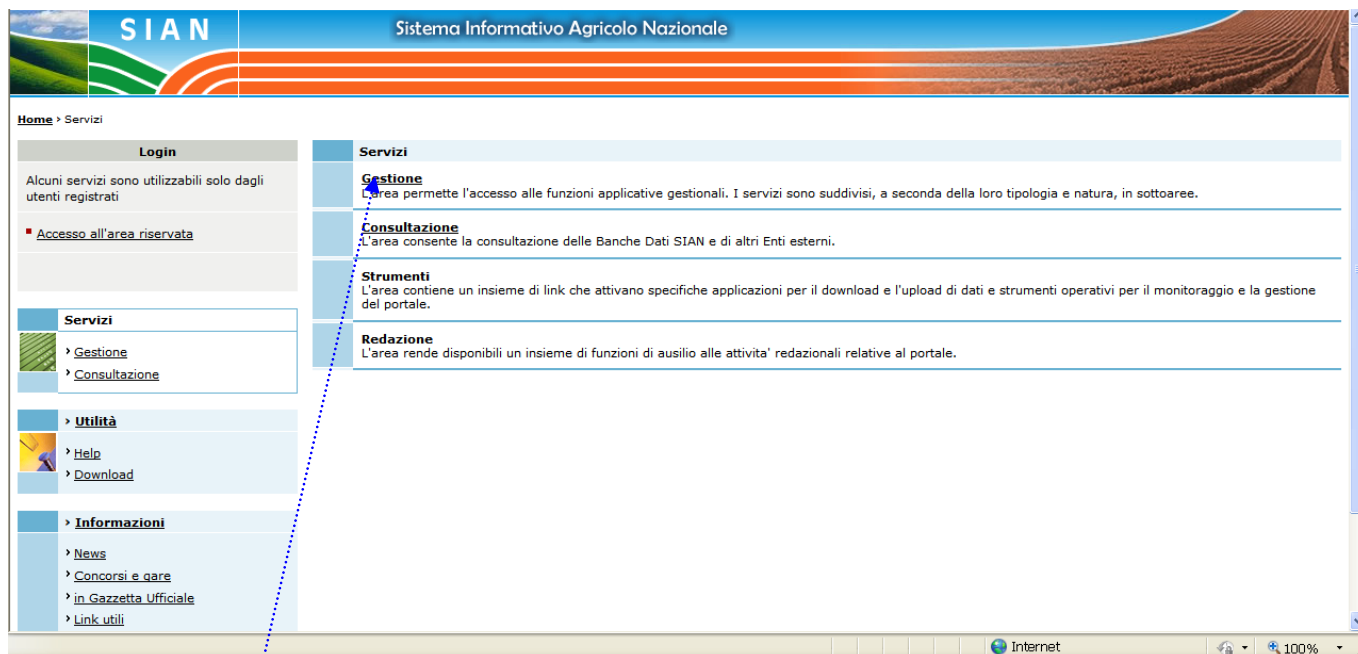 SIAN
Sistema Informativo Agricolo Nazionale
Home › Servizi
Login
Alcuni servizi sono utilizzabili solo dagli
utenti registrati
Accesso all'area riservata
Servizi
› Gestione
› Consultazione
› Utilità
› Help
› Download
› Informazioni
› News
› Concorsi e gare
› in Gazzetta Ufficiale
› Link utili
Servizi
Gestione
L'area permette l'accesso alle funzioni applicative gestionali. I servizi sono suddivisi, a seconda della loro tipologia e natura, in sottoaree.
Consultazione
L'area consente la consultazione delle Banche Dati SIAN e di altri Enti esterni.
Strumenti
L'area contiene un insieme di link che attivano specifiche applicazioni per il download e l'upload di dati e strumenti operativi per il monitoraggio e la gestione
del portale.
Redazione
L'area rende disponibili un insieme di funzioni di ausilio alle attivita' redazionali relative al portale.
Internet
100%